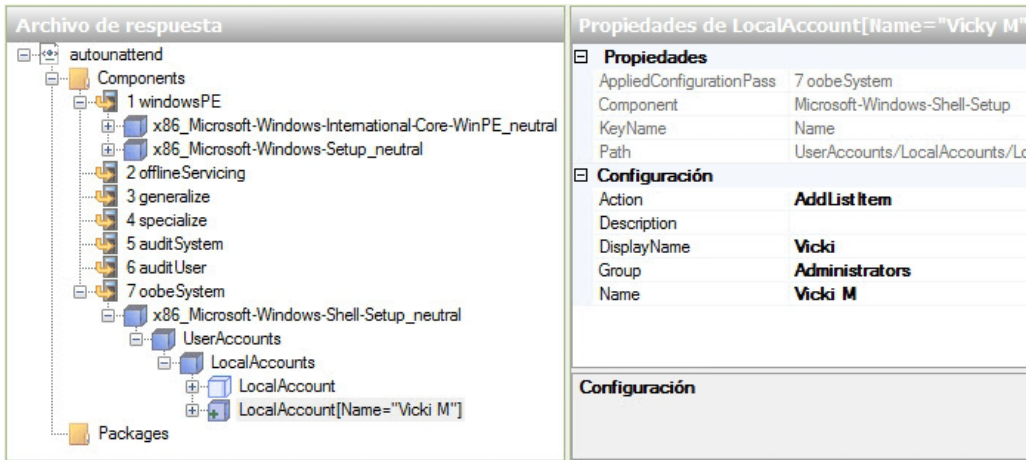 Archivo de respuesta
autounattend
Components
1 windowsPE
x86_Microsoft-Windows-International-Core-WinPE_neutral
x86_Microsoft-Windows-Setup_neutral
2 offlineServicing
3 generalize
4 specialize
5 auditSystem
6 auditUser
7 oobeSystem
x86_Microsoft-Windows-Shell-Setup_neutral
UserAccounts
LocalAccounts
LocalAccount
LocalAccount[Name="Vicki M"]
Packages
Propiedades de LocalAccount[Name="Vicky M"
Propiedades
AppliedConfigurationPass 7 oobeSystem
Component Microsoft-Windows-Shell-Setup
KeyName Name
Path UserAccounts/LocalAccounts/Lo
Configuración
Action AddListItem
Description
DisplayName Vicki
Group Administrators
Name Vicki M
Configuración